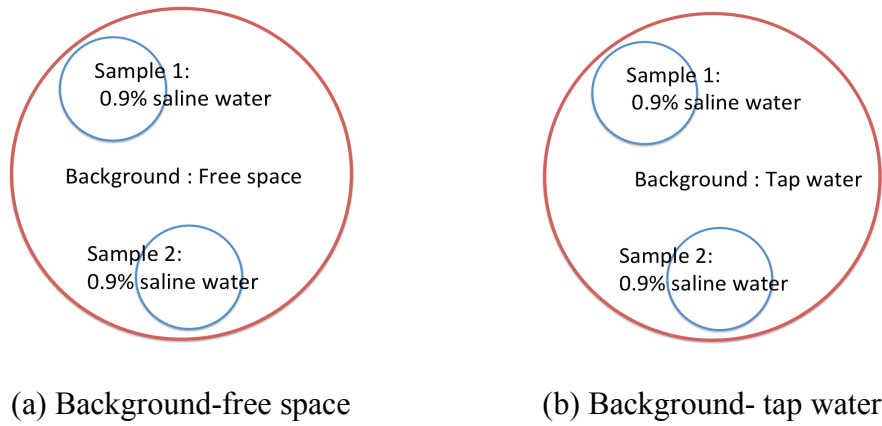 Sample 1:
0.9% saline water
Background : Free space
Sample 2:
0.9% saline water
(a) Background-free space
Sample 1:
0.9% saline water
Background : Tap water
Sample 2:
0.9% saline water
(b) Background- tap water